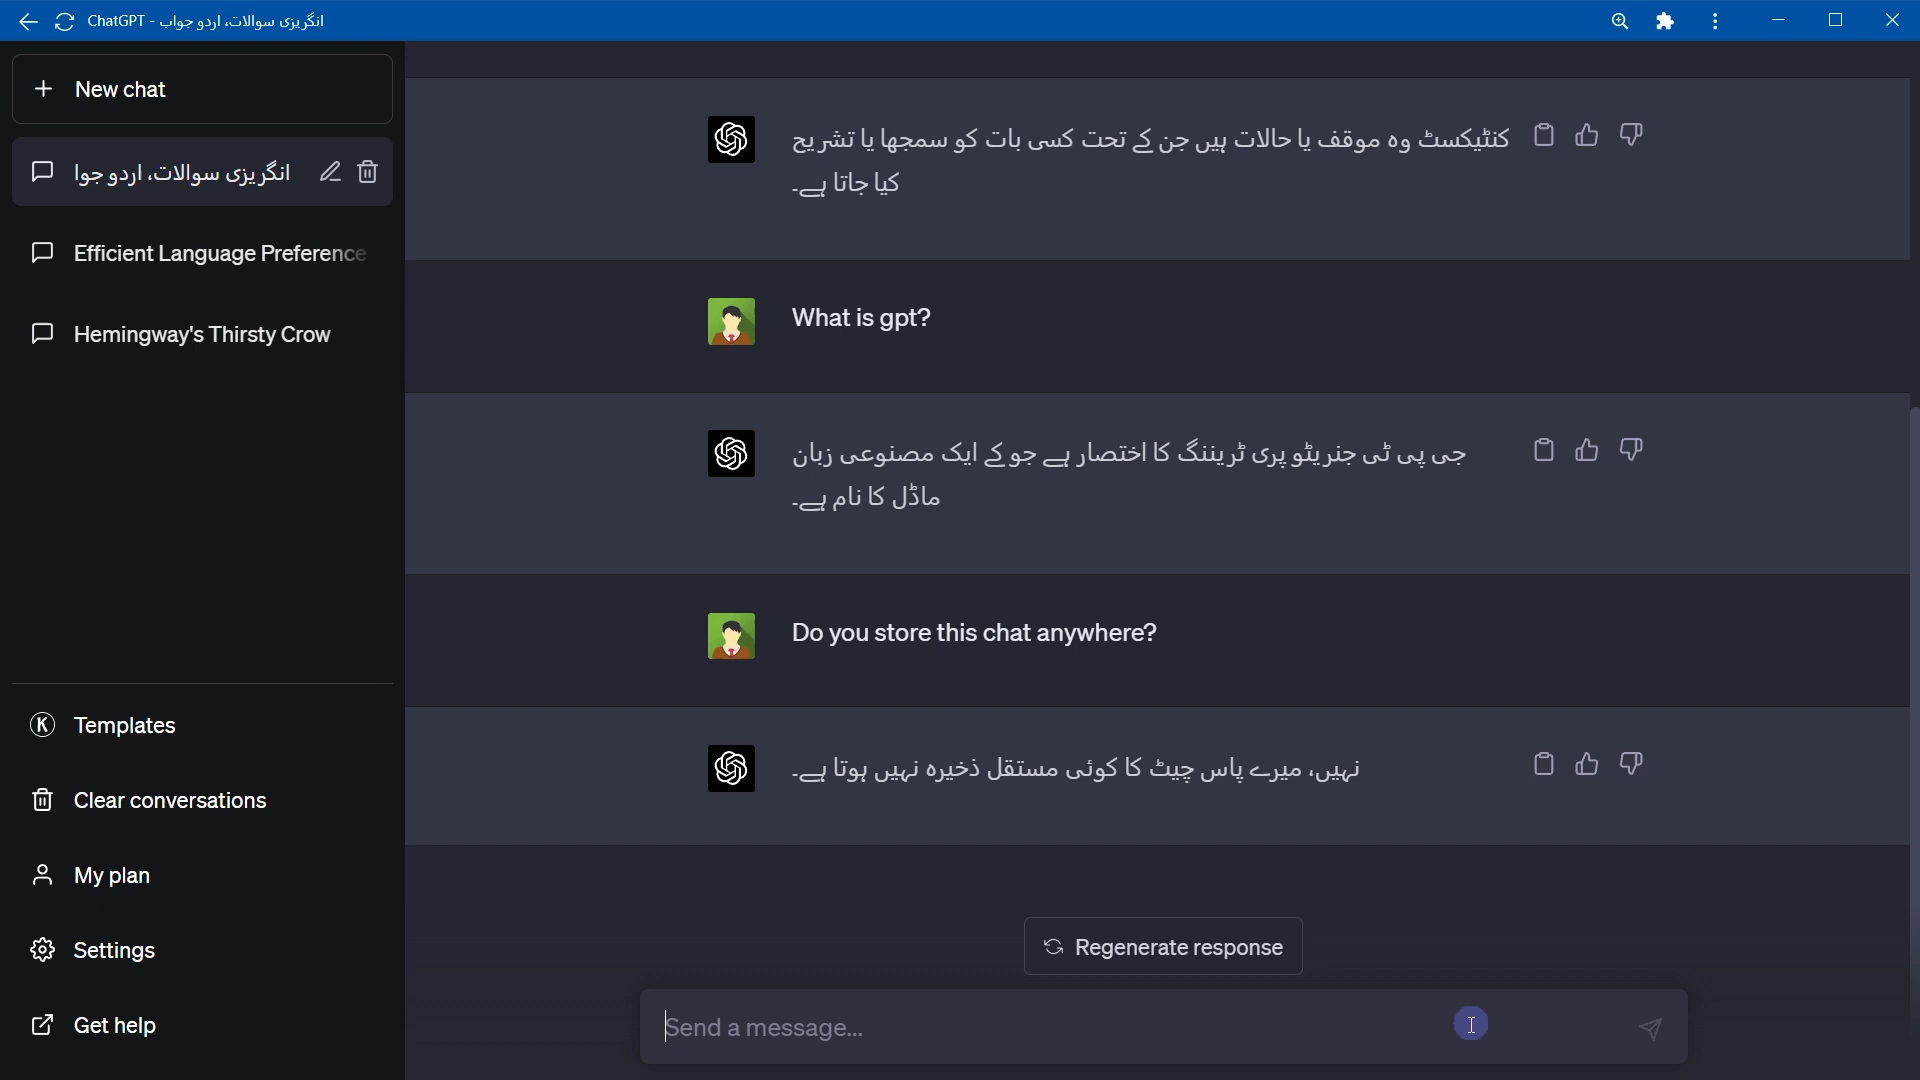 ChatGPT - انگریزی سوالات، اردو جواب
New chat
انگریزی سوالات، اردو جوا
Efficient Language Preference
Hemingway's Thirsty Crow
Templates
Clear conversations
My plan
Settings
Get help
کنٹیکسٹ وہ موقف یا حالات ہیں جن کے تحت کسی بات کو سمجھا یا تشریح
کیا جاتا ہے۔
What is gpt?
جی پی ٹی جنریٹو پری ٹریننگ کا اختصار ہے جو کے ایک مصنوعی زبان
ماڈل کا نام ہے۔
Do you store this chat anywhere?
نہیں، میرے پاس چیٹ کا کوئی مستقل ذخیرہ نہیں ہوتا ہے۔
Regenerate response
Send a message...